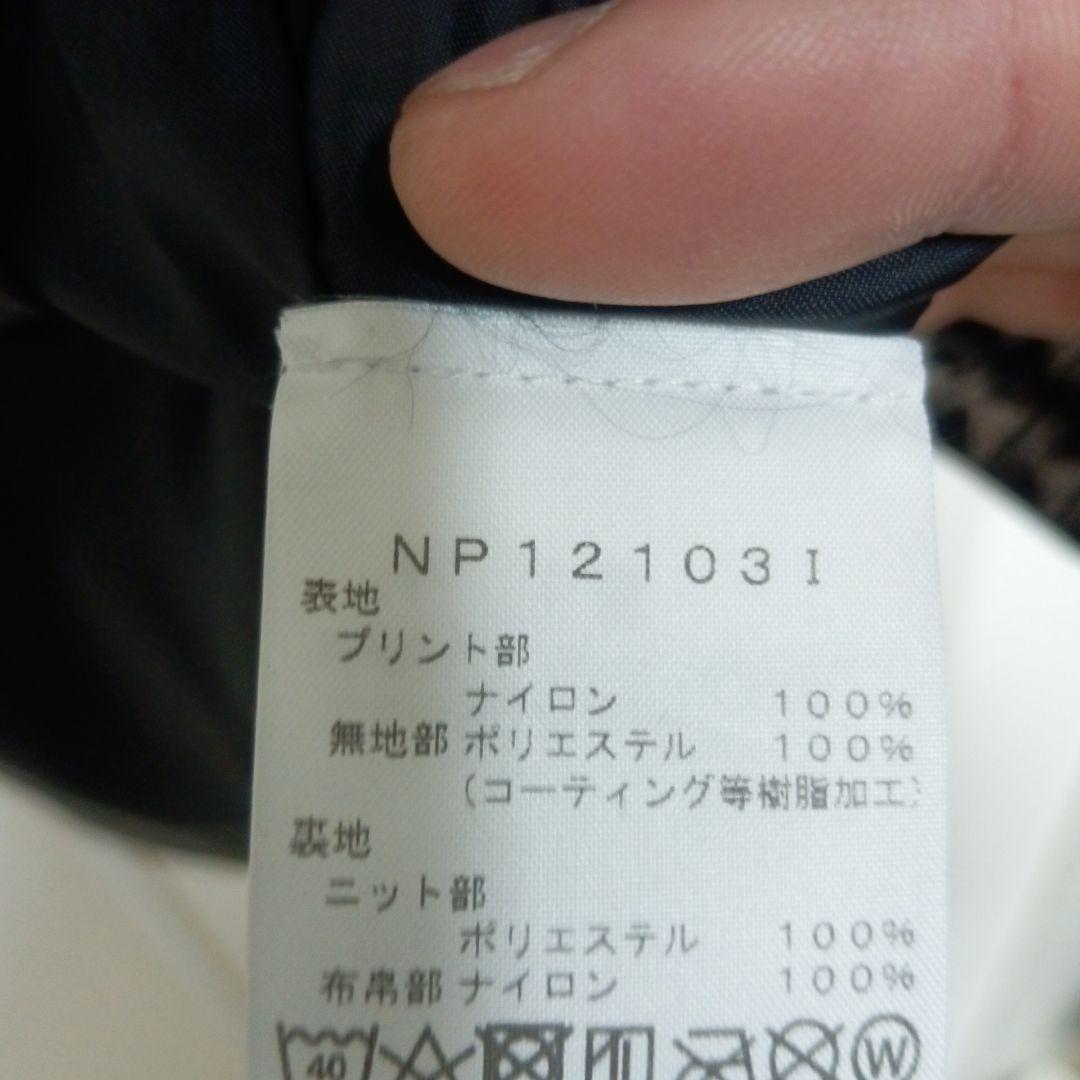 NP12103I
表地
プリント部
ナイロン 100%
無地部 ポリエステル 100%
(コーティング等樹脂加工)
裏地
ニット部
ポリエステル 100%
布帛部 ナイロン 100%
40 W